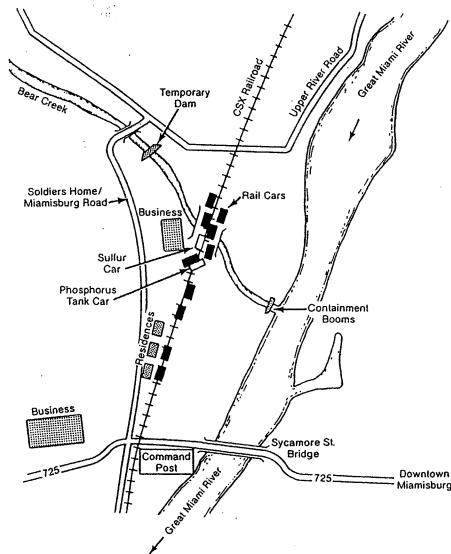 CSX Railroad
Upper River Road
Great Miami River
Bear Creek
Temporary
Dam
Soldiers Home/
Miamisburg Road
Business
Rail Cars
Sulfur
Car
Phosphorus
Tank Car
Containment
Booms
Residences
Business
Sycamore St.
Bridge
725
Command
Post
725
Downtown
Miamisburg
Great Miami River